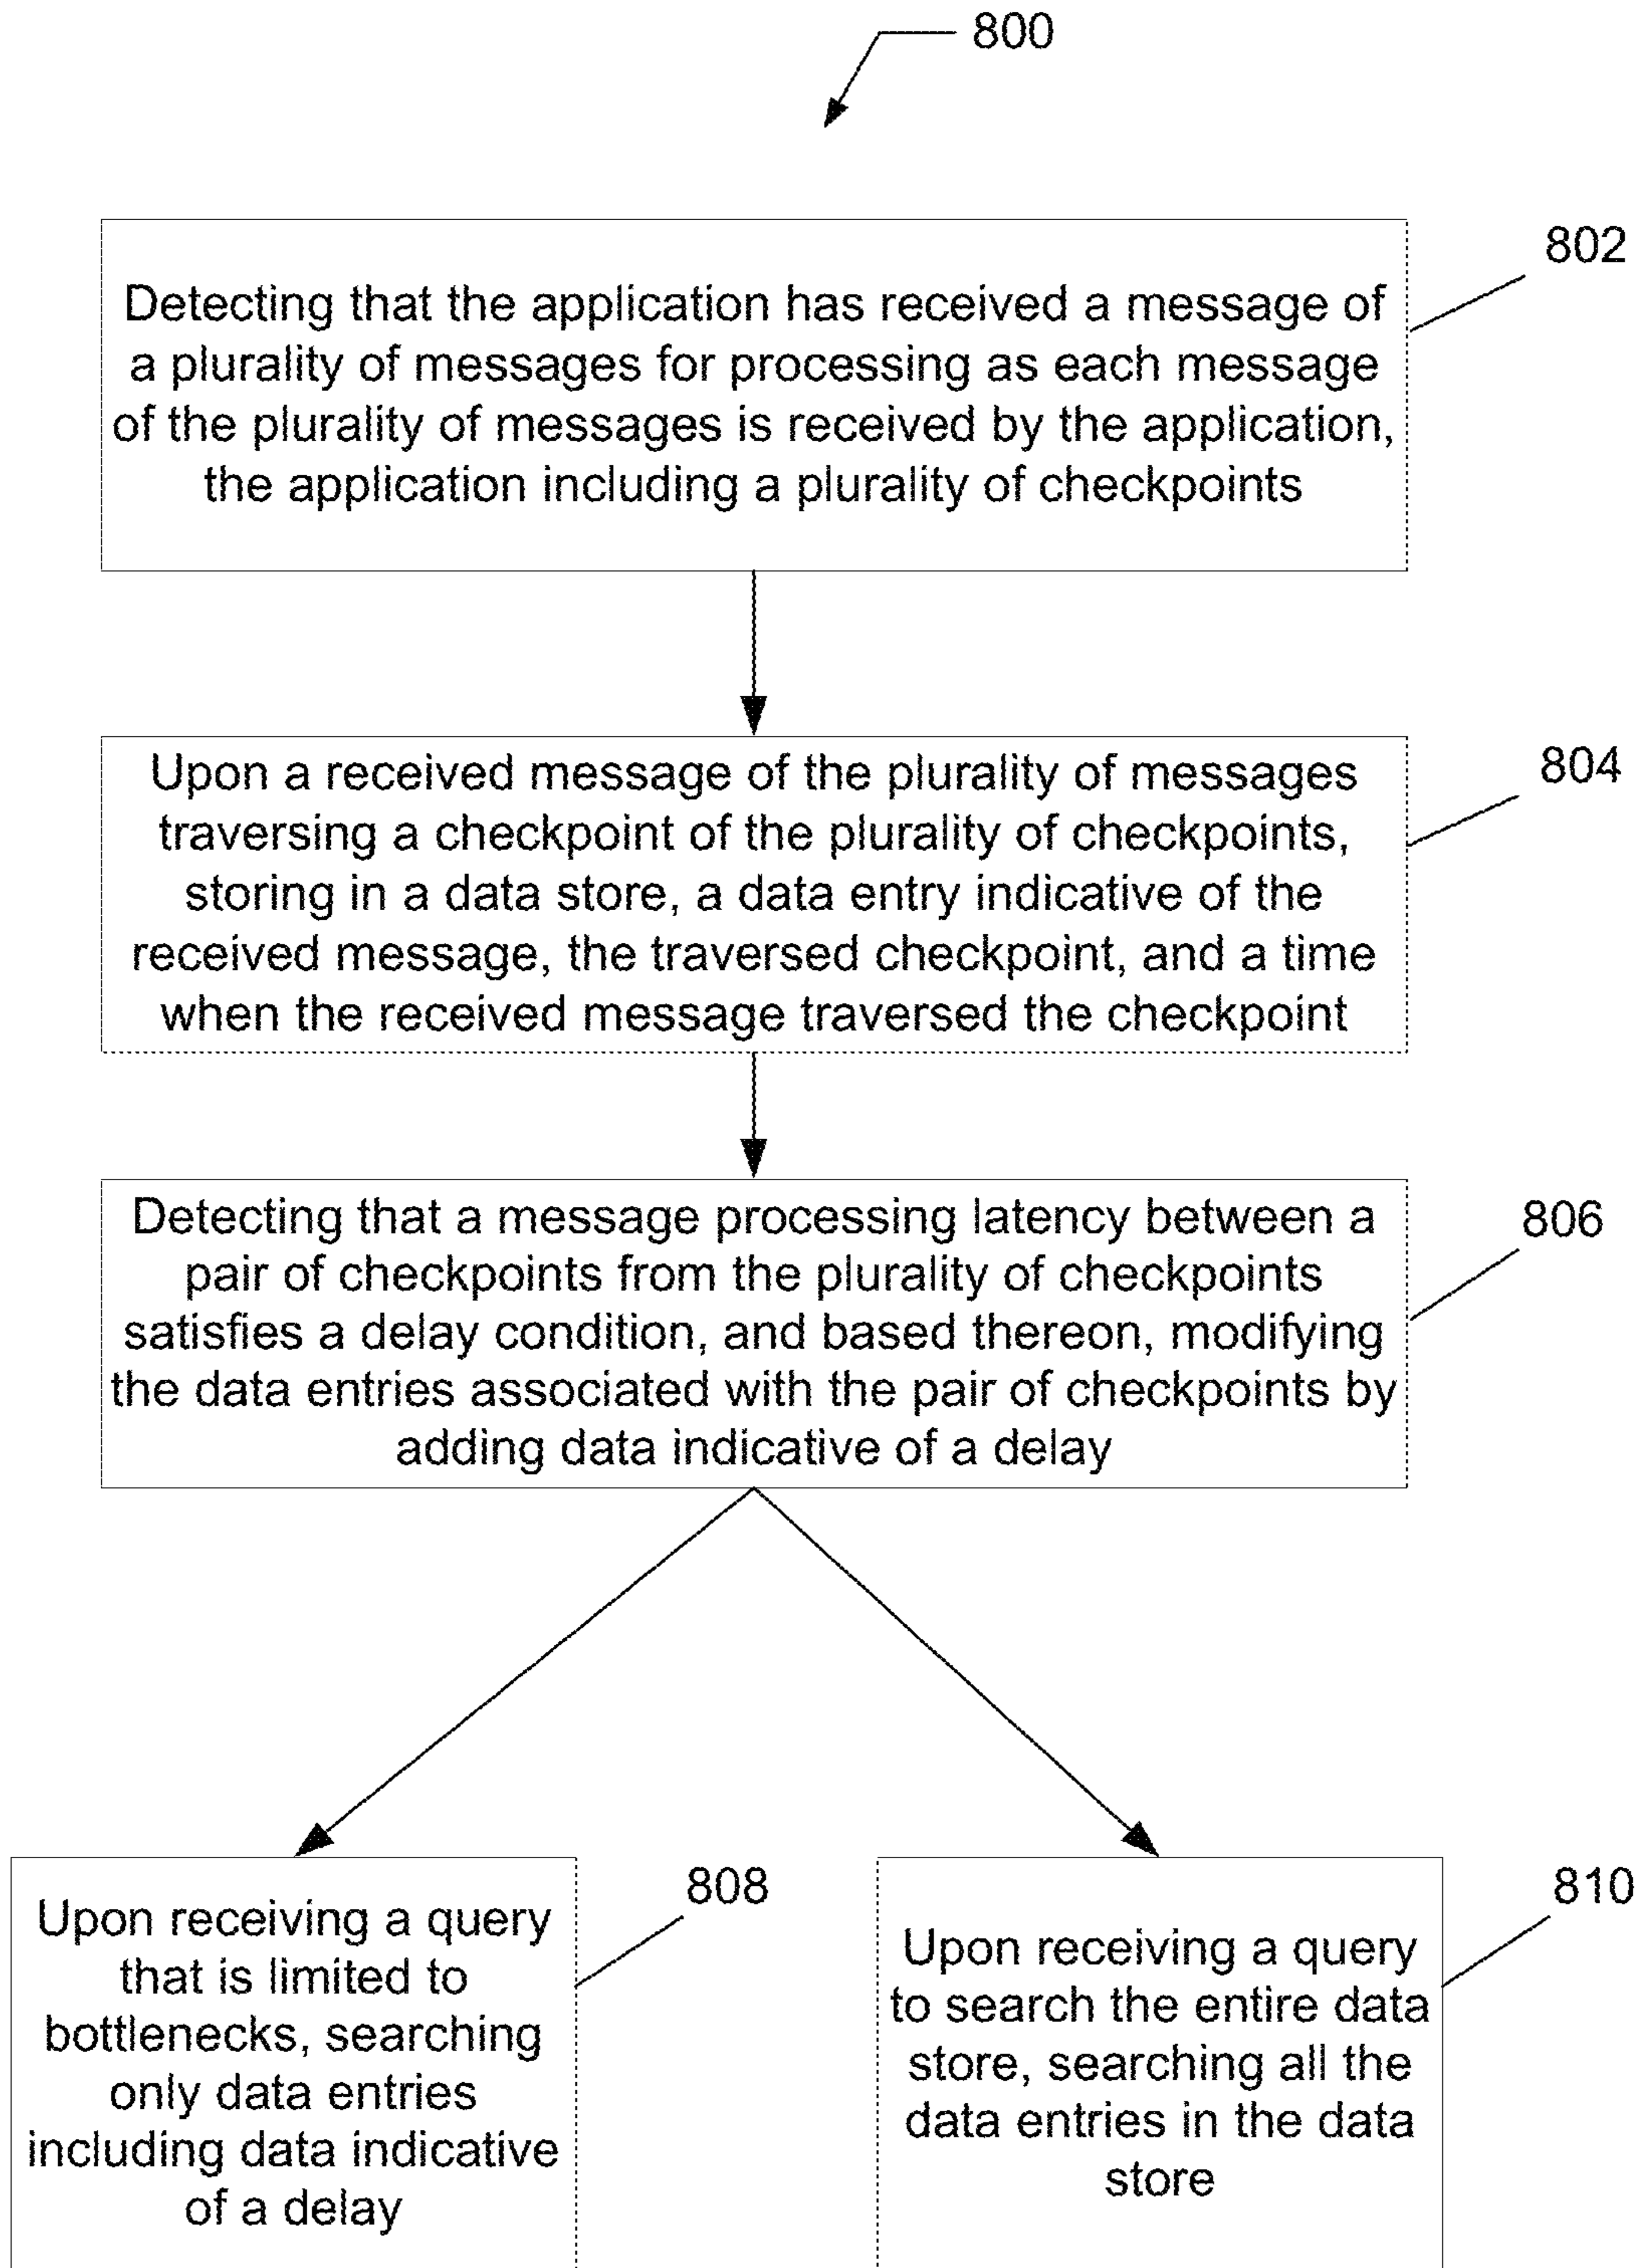 800
802
Detecting that the application has received a message of
a plurality of messages for processing as each message
of the plurality of messages is received by the application,
the application including a plurality of checkpoints
804
Upon a received message of the plurality of messages
traversing a checkpoint of the plurality of checkpoints,
storing in a data store, a data entry indicative of the
received message, the traversed checkpoint, and a time
when the received message traversed the checkpoint
806
Detecting that a message processing latency between a
pair of checkpoints from the plurality of checkpoints
satisfies a delay condition, and based thereon, modifying
the data entries associated with the pair of checkpoints by
adding data indicative of a delay
808
Upon receiving a query
that is limited to
bottlenecks, searching
only data entries
including data indicative
of a delay
810
Upon receiving a query
to search the entire data
store, searching all the
data entries in the data
store